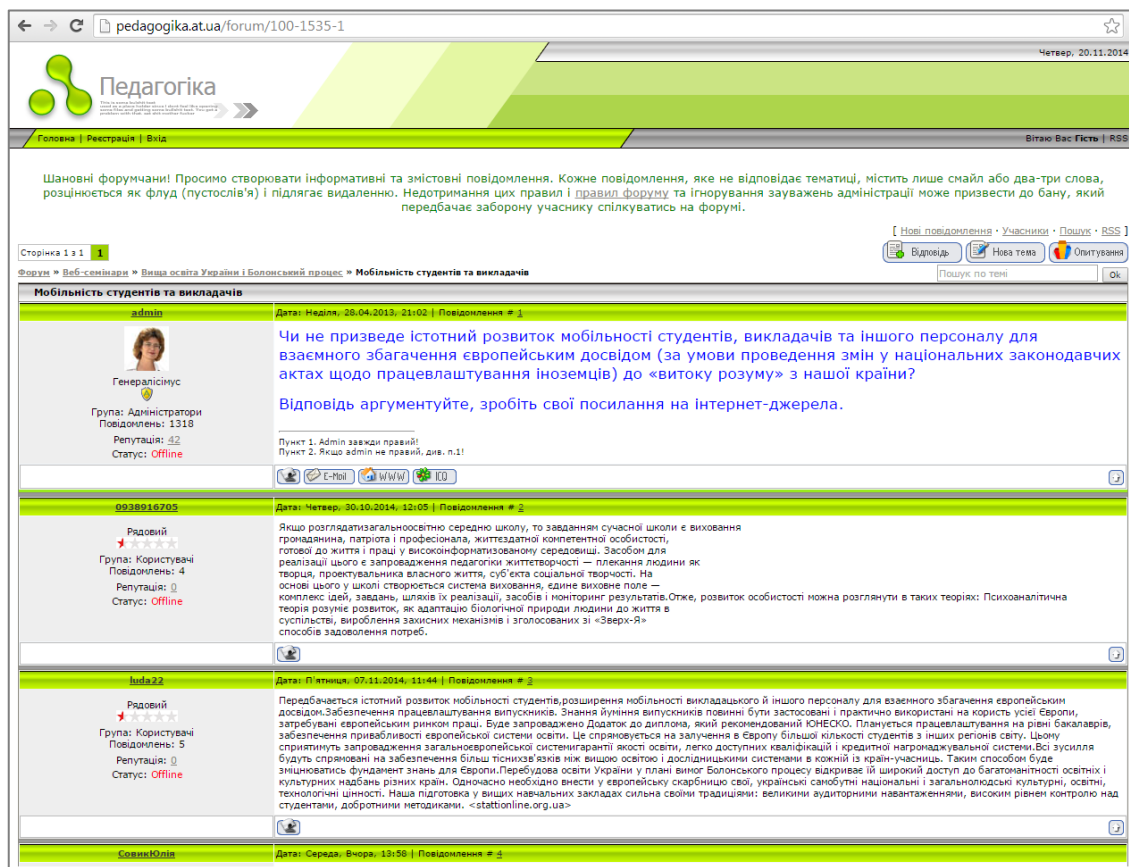 pedagogika.at.ua/forum/100-1535-1
Четвер, 20.11.2014
Педагогіка
Головна | Реєстрація | Вхід
Вітаю Вас Гість | RSS
Шановні форумчани! Просимо створювати інформативні та змістовні повідомлення. Кожне повідомлення, яке не відповідає тематиці, містить лише смайл або два-три слова,
розцінюється як флуд (пустослів'я) і підлягає видаленню. Недотримання цих правил і правил форуму та ігнорування зауважень адміністрації може призвести до бану, який
передбачає заборону учаснику спілкуватись на форумі.
[ Нові повідомлення · Учасники · Пошук · RSS ]
Сторінка 1 з 1 1
Відповідь Нова тема Опитування
Форум » Веб-семінари » Вища освіта України і Болонський процес » Мобільність студентів та викладачів
Пошук по темі Ok
Мобільність студентів та викладачів
admin
Дата: Неділя, 28.04.2013, 21:02 | Повідомлення # 1
Генералісімус
Група: Адміністратори
Повідомлень: 1318
Репутація: 42
Статус: Offline
Чи не призведе істотний розвиток мобільності студентів, викладачів та іншого персоналу для
взаємного збагачення європейським досвідом (за умови проведення змін у національних законодавчих
актах щодо працевлаштування іноземців) до «витоку розуму» з нашої країни?
Відповідь аргументуйте, зробіть свої посилання на інтернет-джерела.
Пункт 1. Admin завжди правий!
Пункт 2. Якщо admin не правий, див. п.1!
E-Mail WWW ICQ
0938916705
Дата: Четвер, 30.10.2014, 12:05 | Повідомлення # 2
Рядовий
Група: Користувачі
Повідомлень: 4
Репутація: 0
Статус: Offline
Якщо розглядатизагальноосвітню середню школу, то завданням сучасної школи є виховання
громадянина, патріота і професіонала, життєздатної компетентної особистості,
готової до життя і праці у високоінформатизованому середовищі. Засобом для
реалізації цього є запровадження педагогіки життєтворчості — плекання людини як
творця, проектувальника власного життя, суб'єкта соціальної творчості. На
основі цього у школі створюється система виховання, єдине виховне поле —
комплекс ідей, завдань, шляхів їх реалізації, засобів і моніторинг результатів.Отже, розвиток особистості можна розглянути в таких теоріях: Психоаналітична
теорія розуміє розвиток, як адаптацію біологічної природи людини до життя в
суспільстві, вироблення захисних механізмів і зголосованих зі «Зверх-Я»
способів задоволення потреб.
luda22
Дата: П'ятниця, 07.11.2014, 11:44 | Повідомлення # 3
Рядовий
Група: Користувачі
Повідомлень: 5
Репутація: 0
Статус: Offline
Передбачається істотний розвиток мобільності студентів,розширення мобільності викладацького й іншого персоналу для взаємного збагачення європейським
досвідом.Забезпечення працевлаштування випускників. Знання йуміння випускників повинні бути застосовані і практично використані на користь усієї Європи,
затребувані європейським ринком праці. Буде запроваджено Додаток до диплома, який рекомендований ЮНЕСКО. Планується працевлаштування на рівні бакалаврів,
забезпечення привабливості європейської системи освіти. Це спрямовується на залучення в Європу більшої кількості студентів з інших регіонів світу. Цьому
сприятимуть запровадження загальноєвропейської системигарантії якості освіти, легко доступних кваліфікацій і кредитної нагромаджувальної системи.Всі зусилля
будуть спрямовані на забезпечення більш тіснихзв'язків між вищою освітою і дослідницькими системами в кожній із країн-учасниць. Таким способом буде
зміцнюватись фундамент знань для Європи.Перебудова освіти України у плані вимог Болонського процесу відкриває їй широкий доступ до багатоманітності освітніх і
культурних надбань різних країн. Одночасно необхідно внести у європейську скарбницю свої, українські самобутні національні і загальнолюдські культурні, освітні,
технологічні цінності. Наша підготовка у вищих навчальних закладах сильна своїми традиціями: великими аудиторними навантаженнями, високим рівнем контролю над
студентами, добротними методиками. <stattionline.org.ua>
СовикЮлія
Дата: Середа, Вчора, 13:58 | Повідомлення # 4